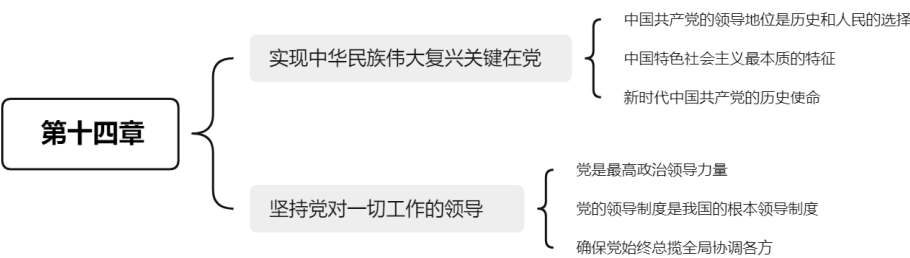 第十四章
实现中华民族伟大复兴关键在党
中国共产党的领导地位是历史和人民的选择
中国特色社会主义最本质的特征
新时代中国共产党的历史使命
坚持党对一切工作的领导
党是最高政治领导力量
党的领导制度是我国的根本领导制度
确保党始终总揽全局协调各方